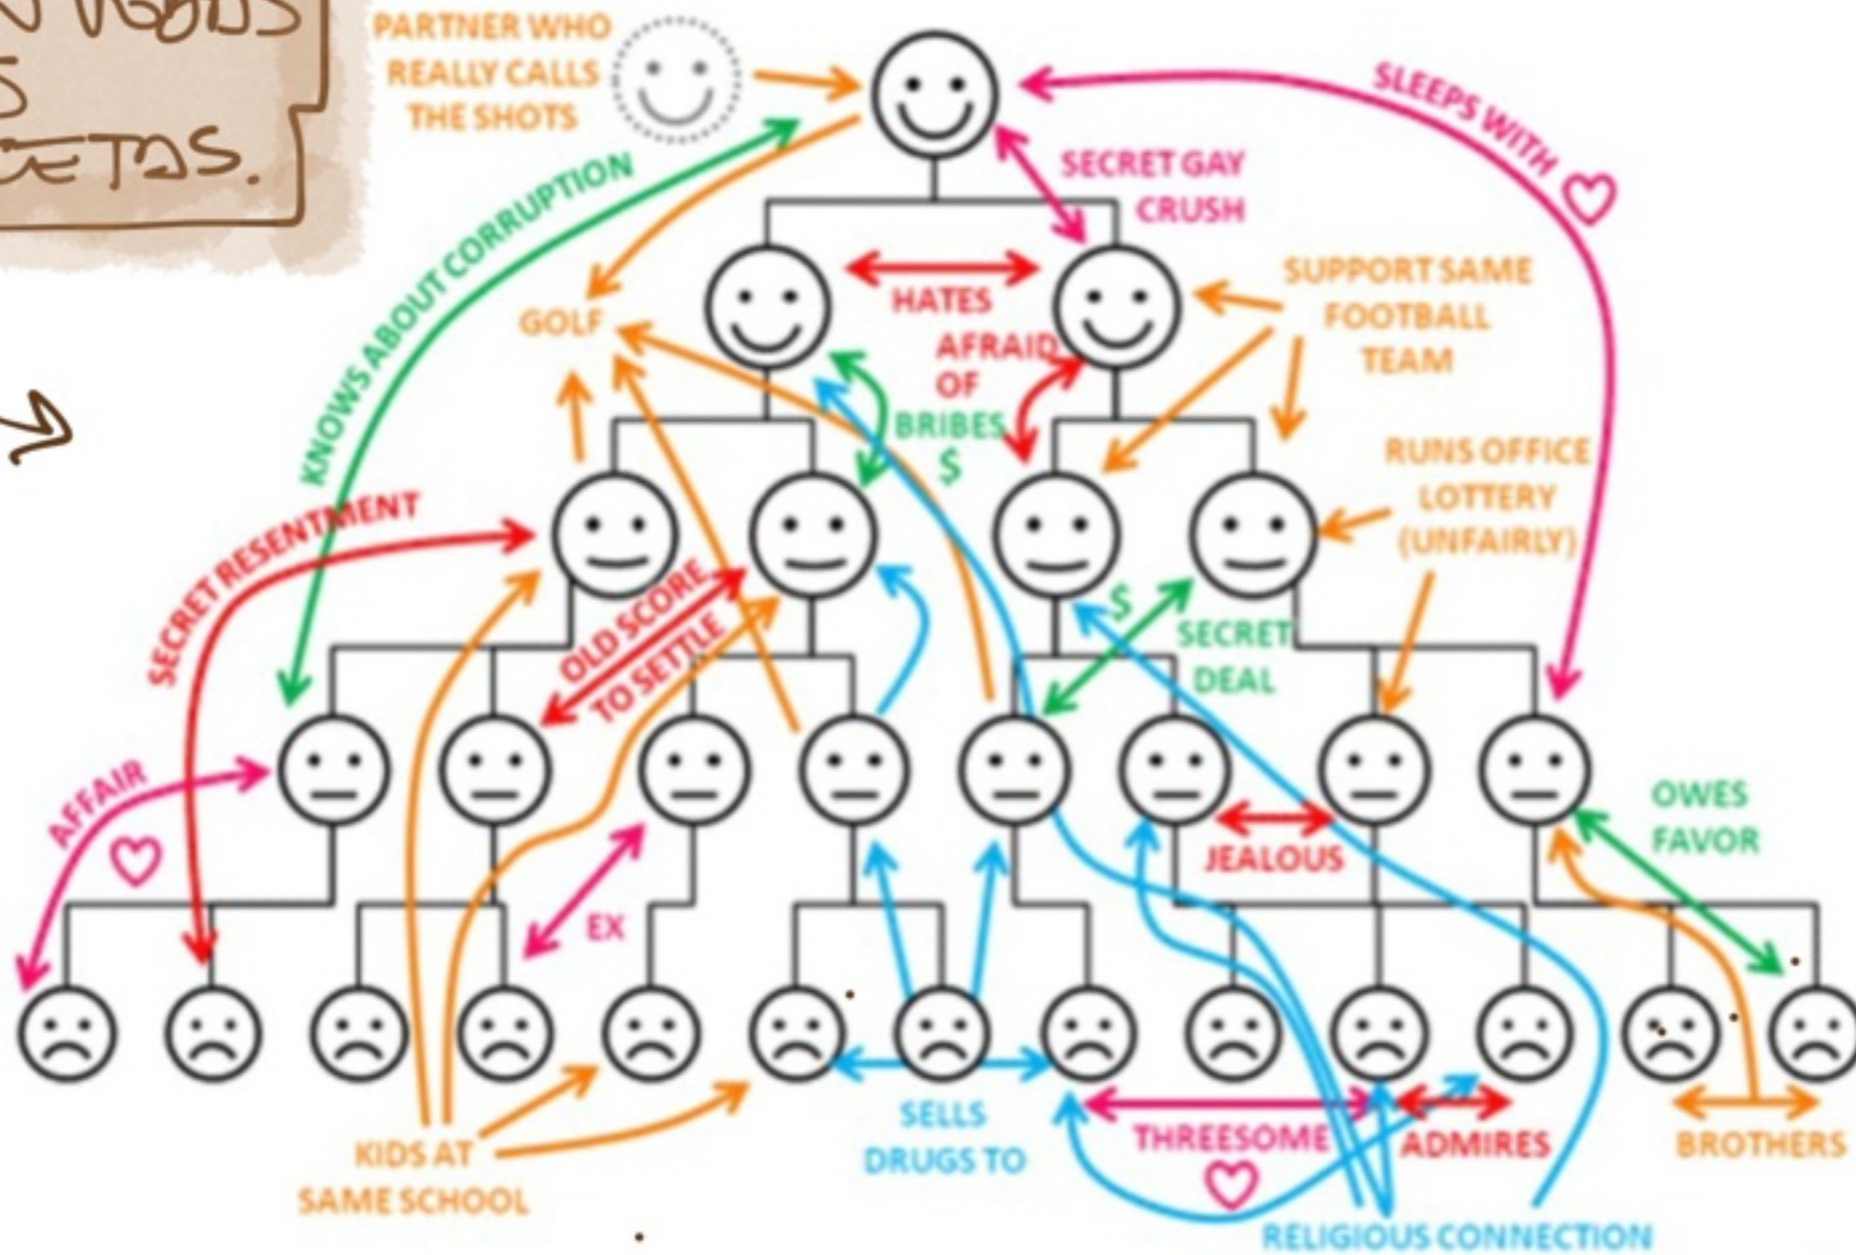 PARTNER WHO
REALLY CALLS
THE SHOTS
SLEEPS WITH
SECRET GAY
CRUSH
KNOWS ABOUT CORRUPTION
HATES
GOLF
SUPPORT SAME
FOOTBALL
TEAM
AFRAID
OF
BRIBES
$
RUNS OFFICE
LOTTERY
(UNFAIRLY)
SECRET RESENTMENT
OLD SCORE
TO SETTLE
$
SECRET
DEAL
AFFAIR
OWES
FAVOR
JEALOUS
EX
SELLS
DRUGS TO
THREESOME
ADMIRES
BROTHERS
KIDS AT
SAME SCHOOL
RELIGIOUS CONNECTION